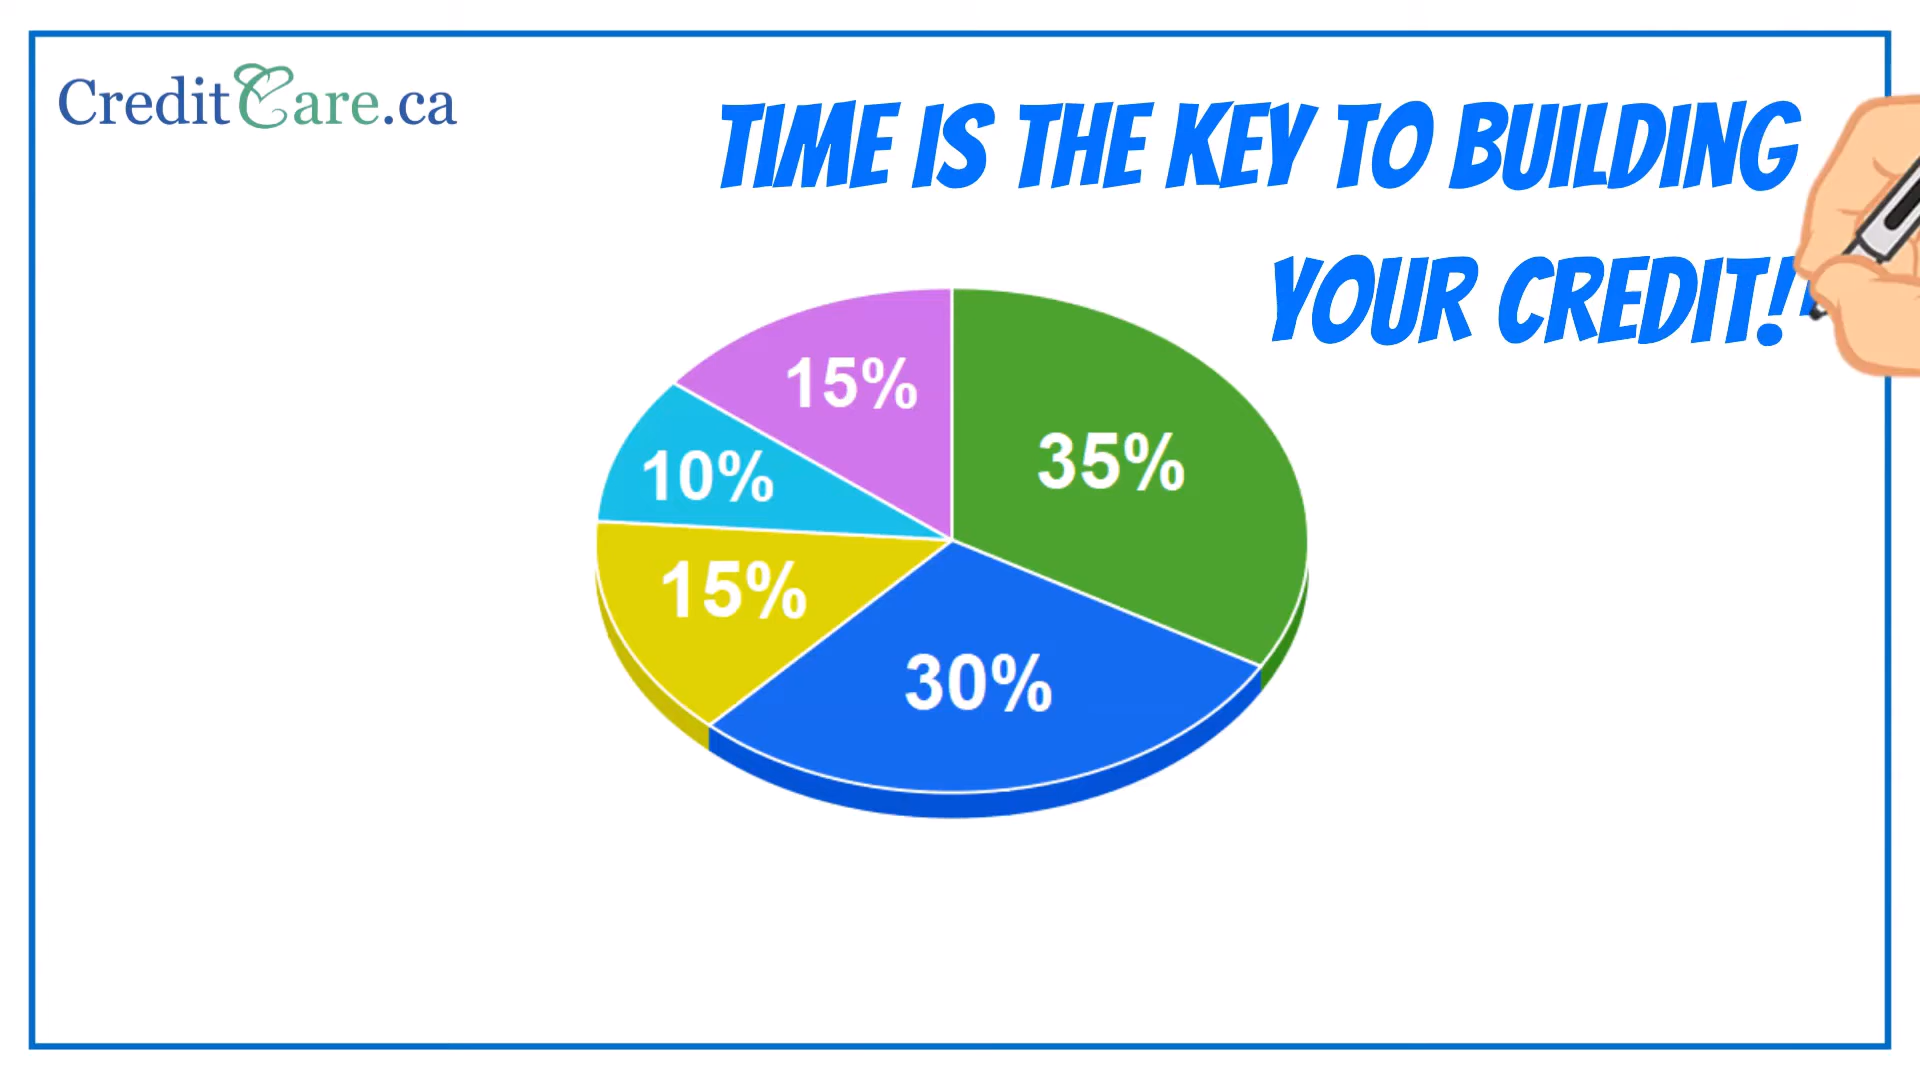 CreditCare.ca
TIME IS THE KEY TO BUILDING
YOUR CREDIT!
15%
35%
10%
15%
30%